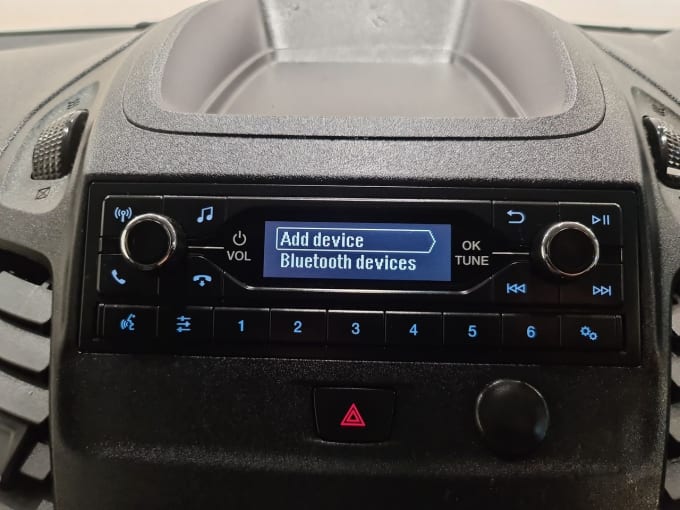 Add device
Bluetooth devices
VOL
OK
TUNE
1 2 3 4 5 6